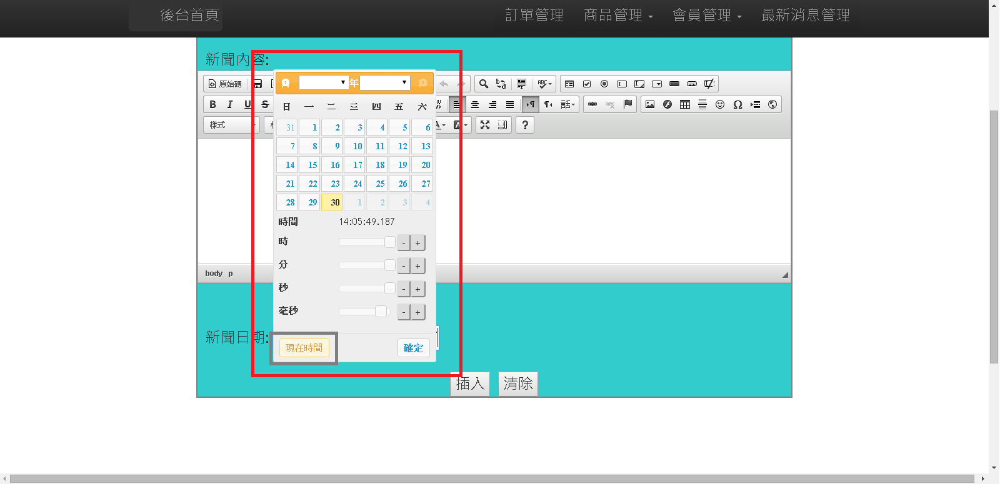 後台首頁 訂單管理 商品管理 會員管理 最新消息管理
新聞內容:
原始碼
年
B I U S 話
日 一 二 三 四 五 六
樣式 ?
31 1 2 3 4 5 6
7 8 9 10 11 12 13
14 15 16 17 18 19 20
21 22 23 24 25 26 27
28 29 30 1 2 3 4
時間 14:05:49.187
時 - +
分 - +
body p
秒 - +
毫秒 - +
新聞日期:
現在時間 確定
插入 清除